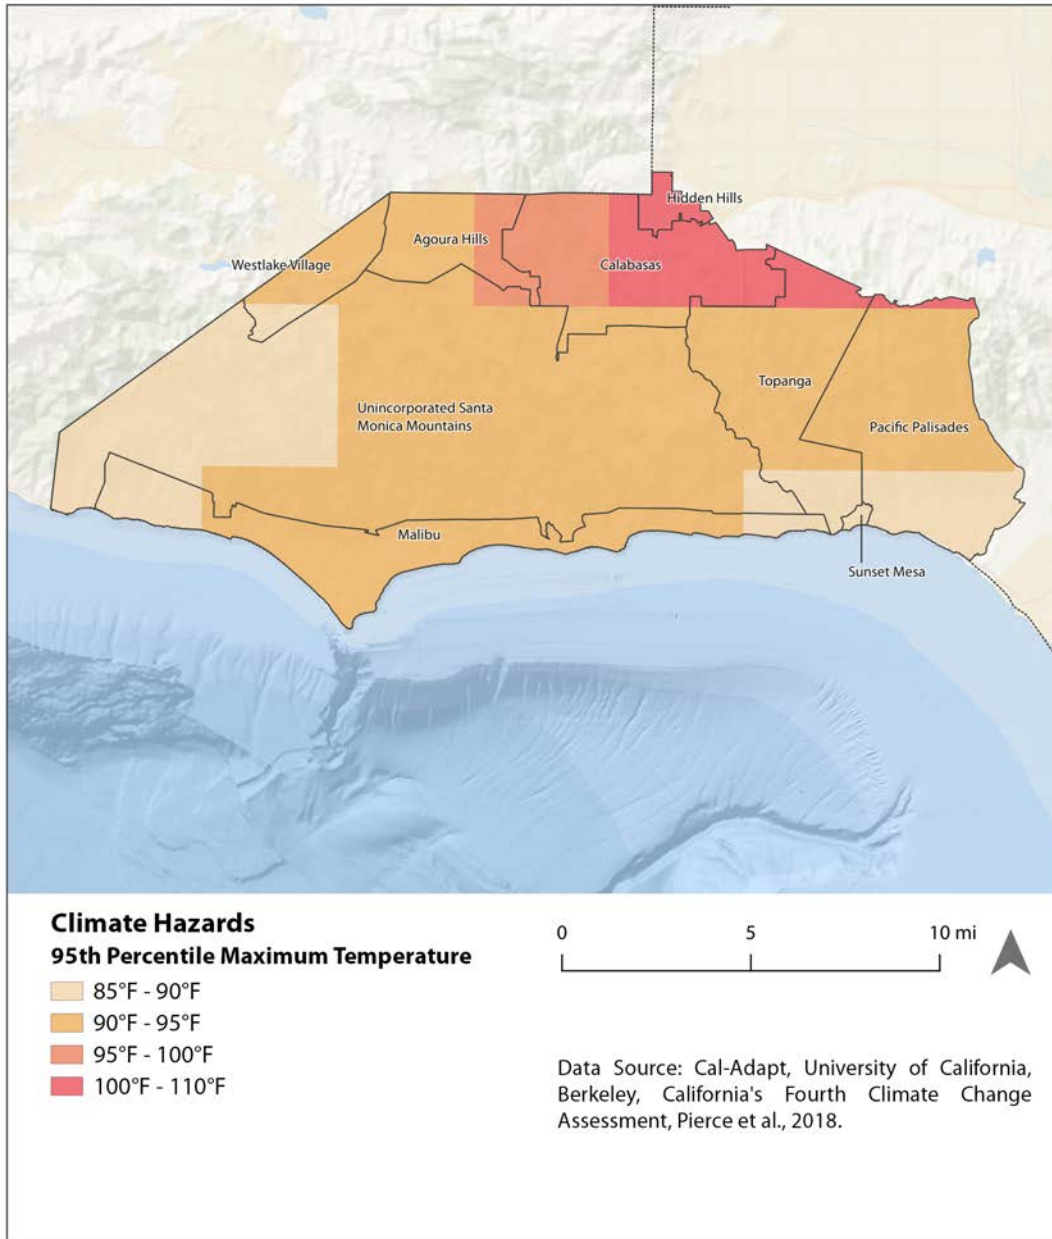 Hidden Hills
Agoura Hills
Westlake Village
Calabasas
Topanga
Unincorporated Santa
Monica Mountains
Pacific Palisades
Malibu
Sunset Mesa
Climate Hazards
95th Percentile Maximum Temperature
85°F - 90°F
90°F - 95°F
95°F - 100°F
100°F - 110°F
0 5 10 mi
Data Source: Cal-Adapt, University of California,
Berkeley, California's Fourth Climate Change
Assessment, Pierce et al., 2018.